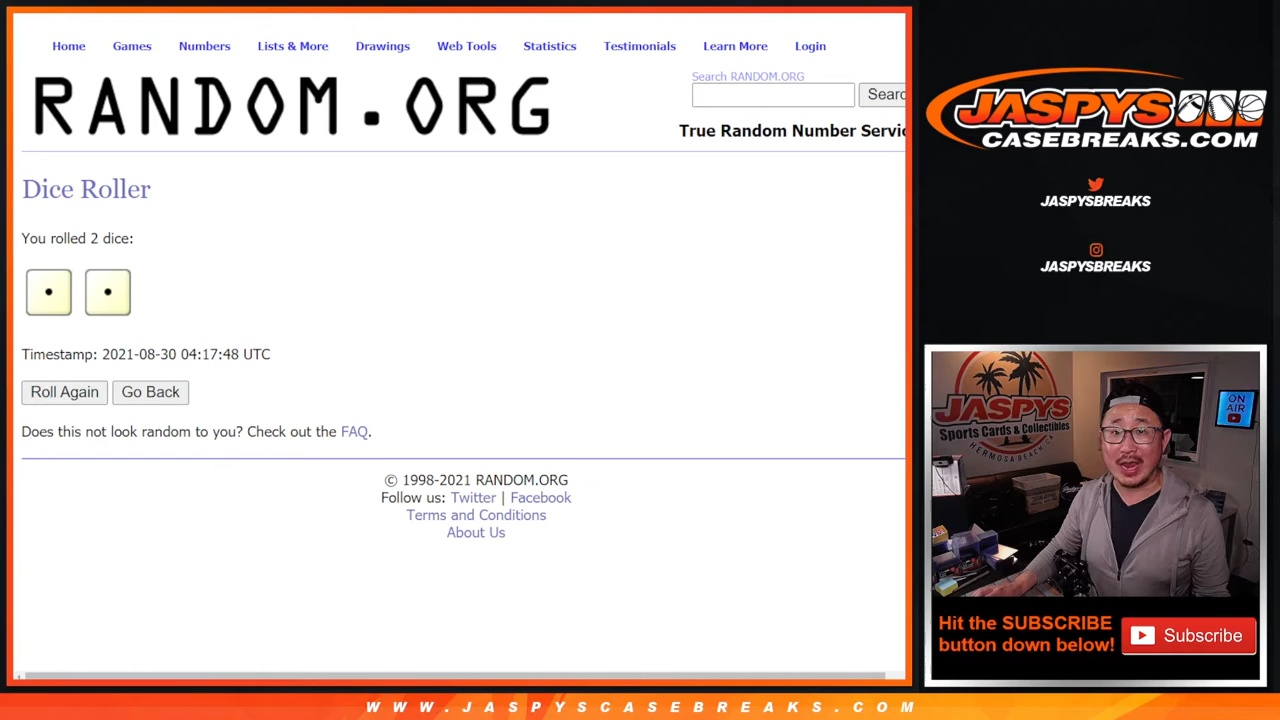 Home Games Numbers Lists & More Drawings Web Tools Statistics Testimonials Learn More Login
RANDOM.ORG
Search RANDOM.ORG
Searc
True Random Number Servic
Dice Roller
You rolled 2 dice:
Timestamp: 2021-08-30 04:17:48 UTC
Roll Again Go Back
Does this not look random to you? Check out the FAQ.
© 1998-2021 RANDOM.ORG
Follow us: Twitter | Facebook
Terms and Conditions
About Us
JASPYS
CASEBREAKS.COM
JASPYSBREAKS
JASPYSBREAKS
JASPYS
Sports Cards & Collectibles
HERMOSA BEACH, CA
ON
AIR
Hit the SUBSCRIBE
button down below!
Subscribe
WWW.JASPYSCASEBREAKS.COM